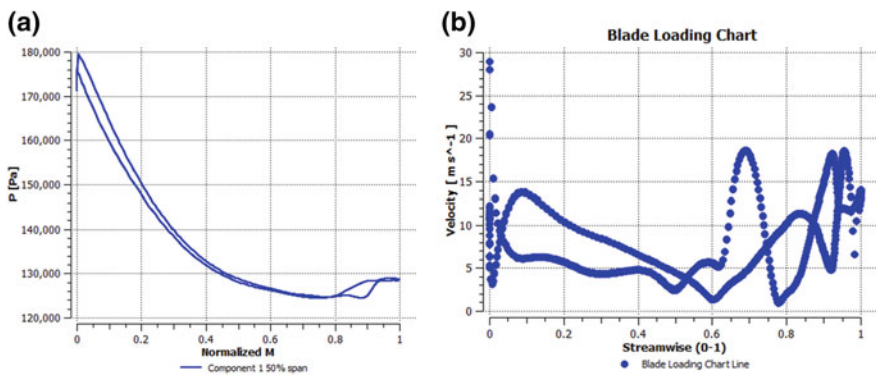 (a)
180,000
170,000
160,000
150,000
140,000
130,000
120,000
P [Pa]
0
0.2
0.4
0.6
0.8
1
Normalized M
Component 1 50% span
(b)
Blade Loading Chart
30
25
20
15
10
5
0
Velocity [ m s^-1 ]
0
0.2
0.4
0.6
0.8
1
Streamwise (0-1)
Blade Loading Chart Line